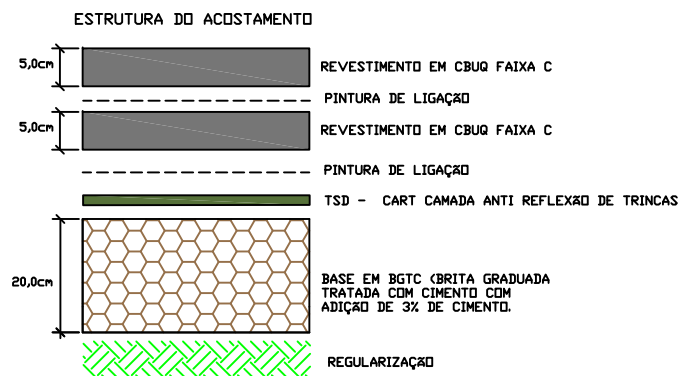 ESTRUTURA DO ACOSTAMENTO
5,0cm
REVESTIMENTO EM CBUQ FAIXA C
PINTURA DE LIGAÇÃO
5,0cm
REVESTIMENTO EM CBUQ FAIXA C
PINTURA DE LIGAÇÃO
TSD - CART CAMADA ANTI REFLEXÃO DE TRINCAS
20,0cm
BASE EM BGTC (BRITA GRADUADA
TRATADA COM CIMENTO COM
ADIÇÃO DE 3% DE CIMENTO.
REGULARIZAÇÃO